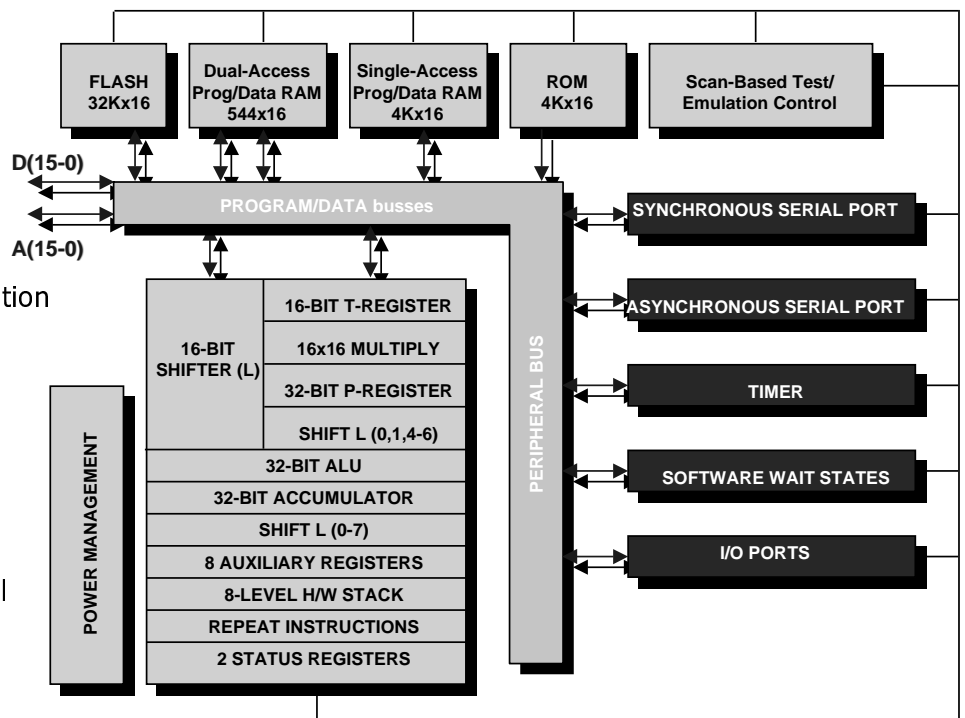 FLASH
32Kx16
Dual-Access
Prog/Data RAM
544x16
Single-Access
Prog/Data RAM
4Kx16
ROM
4Kx16
Scan-Based Test/
Emulation Control
D(15-0)
PROGRAM/DATA busses
A(15-0)
tion
l
SYNCHRONOUS SERIAL PORT
ASYNCHRONOUS SERIAL PORT
TIMER
SOFTWARE WAIT STATES
I/O PORTS
PERIPHERAL BUS
16-BIT
SHIFTER (L)
16-BIT T-REGISTER
16x16 MULTIPLY
32-BIT P-REGISTER
SHIFT L (0,1,4-6)
32-BIT ALU
32-BIT ACCUMULATOR
SHIFT L (0-7)
8 AUXILIARY REGISTERS
8-LEVEL H/W STACK
REPEAT INSTRUCTIONS
2 STATUS REGISTERS
POWER MANAGEMENT